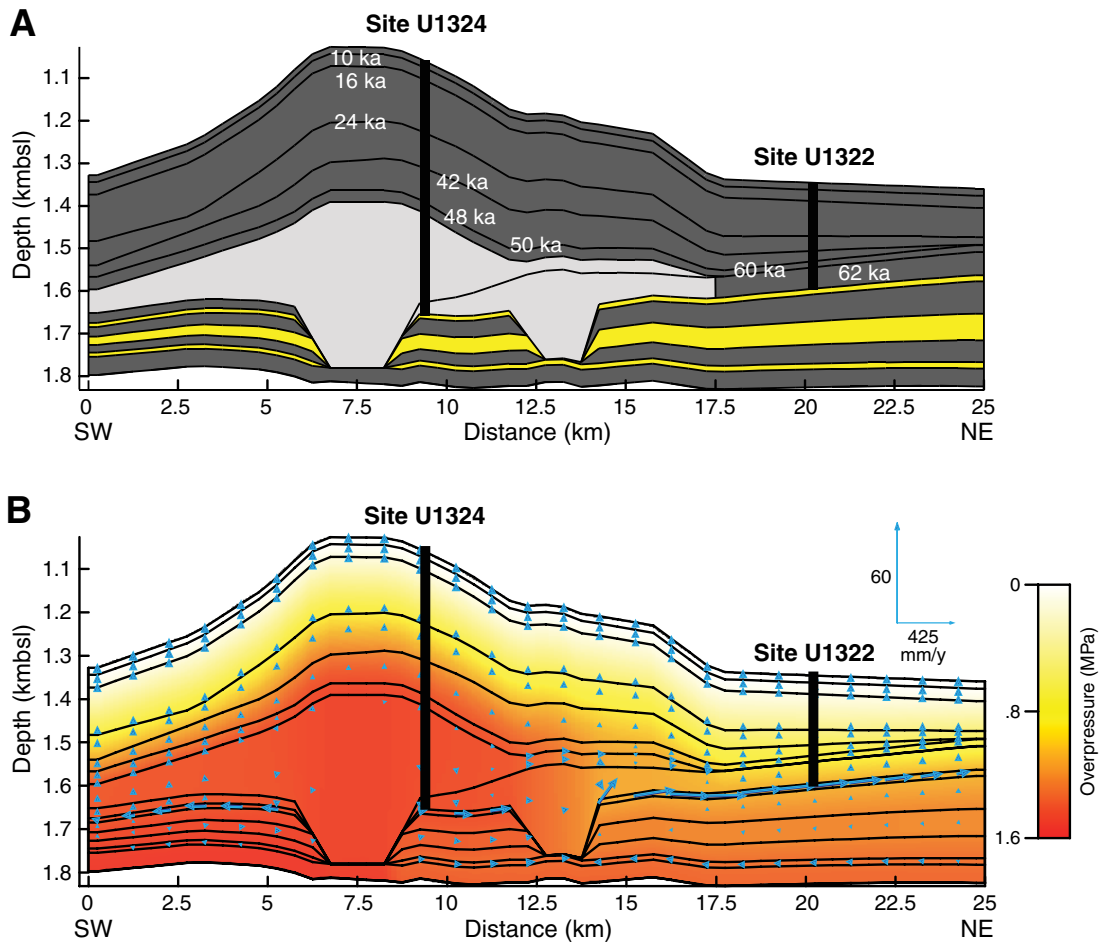 A
Site U1324
10 ka
16 ka
24 ka
42 ka
48 ka
50 ka
Site U1322
60 ka
62 ka
Depth (kmbsl)
1.1
1.2
1.3
1.4
1.5
1.6
1.7
1.8
0 2.5 5 7.5 10 12.5 15 17.5 20 22.5 25
SW Distance (km) NE
B
Site U1324
Site U1322
60
425
mm/y
0
.8
1.6
Overpressure (MPa)
Depth (kmbsl)
1.1
1.2
1.3
1.4
1.5
1.6
1.7
1.8
0 2.5 5 7.5 10 12.5 15 17.5 20 22.5 25
SW Distance (km) NE